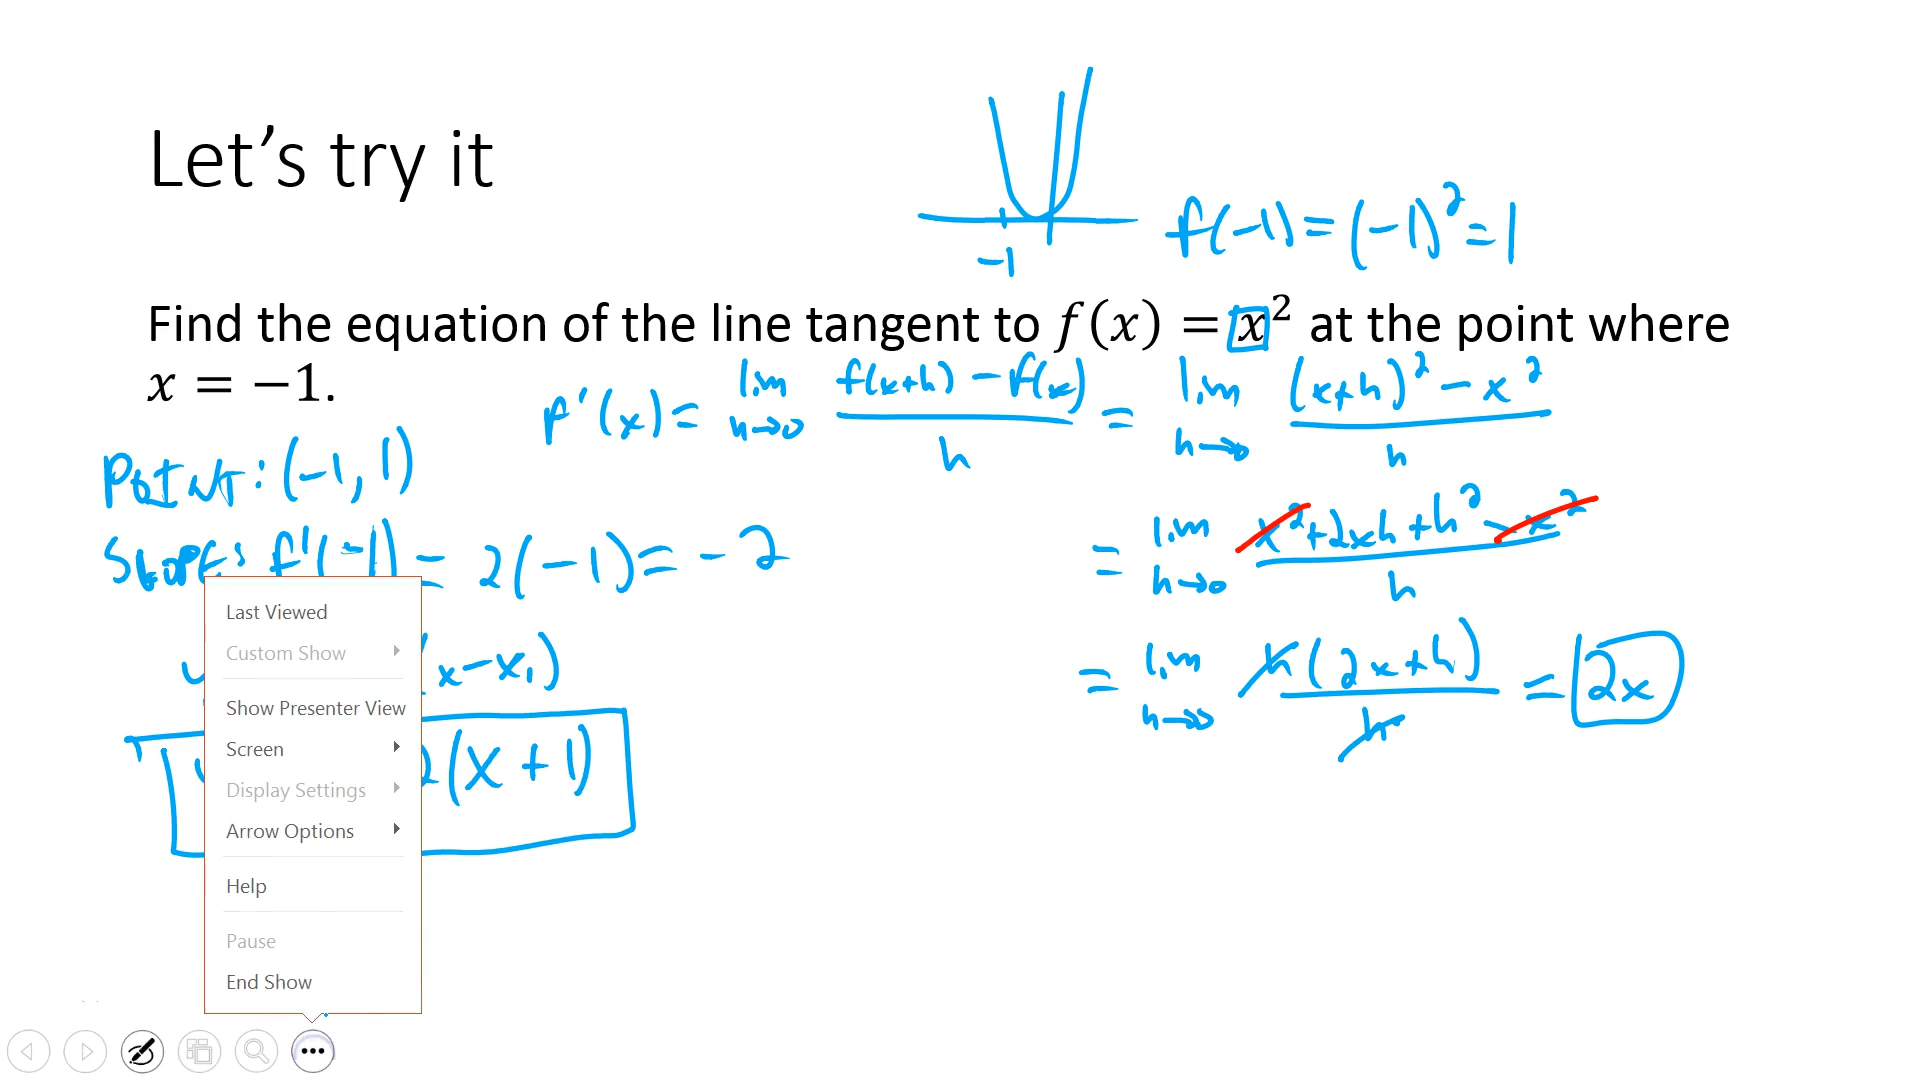 Let's try it
-1
f(-1) = (-1)² = 1
Find the equation of the line tangent to f(x) = x² at the point where
x = −1.
f'(x) = lim h→0 f(x+h) - f(x) / h = lim h→0 (x+h)² - x² / h
Point: (-1, 1)
= lim h→0 x² + 2xh + h² - x² / h
Slope: f'(-1) = 2(-1) = -2
= lim h→0 h(2x+h) / h = 2x
(x-x₁)
2(x+1)
Last Viewed
Custom Show
Show Presenter View
Screen
Display Settings
Arrow Options
Help
Pause
End Show